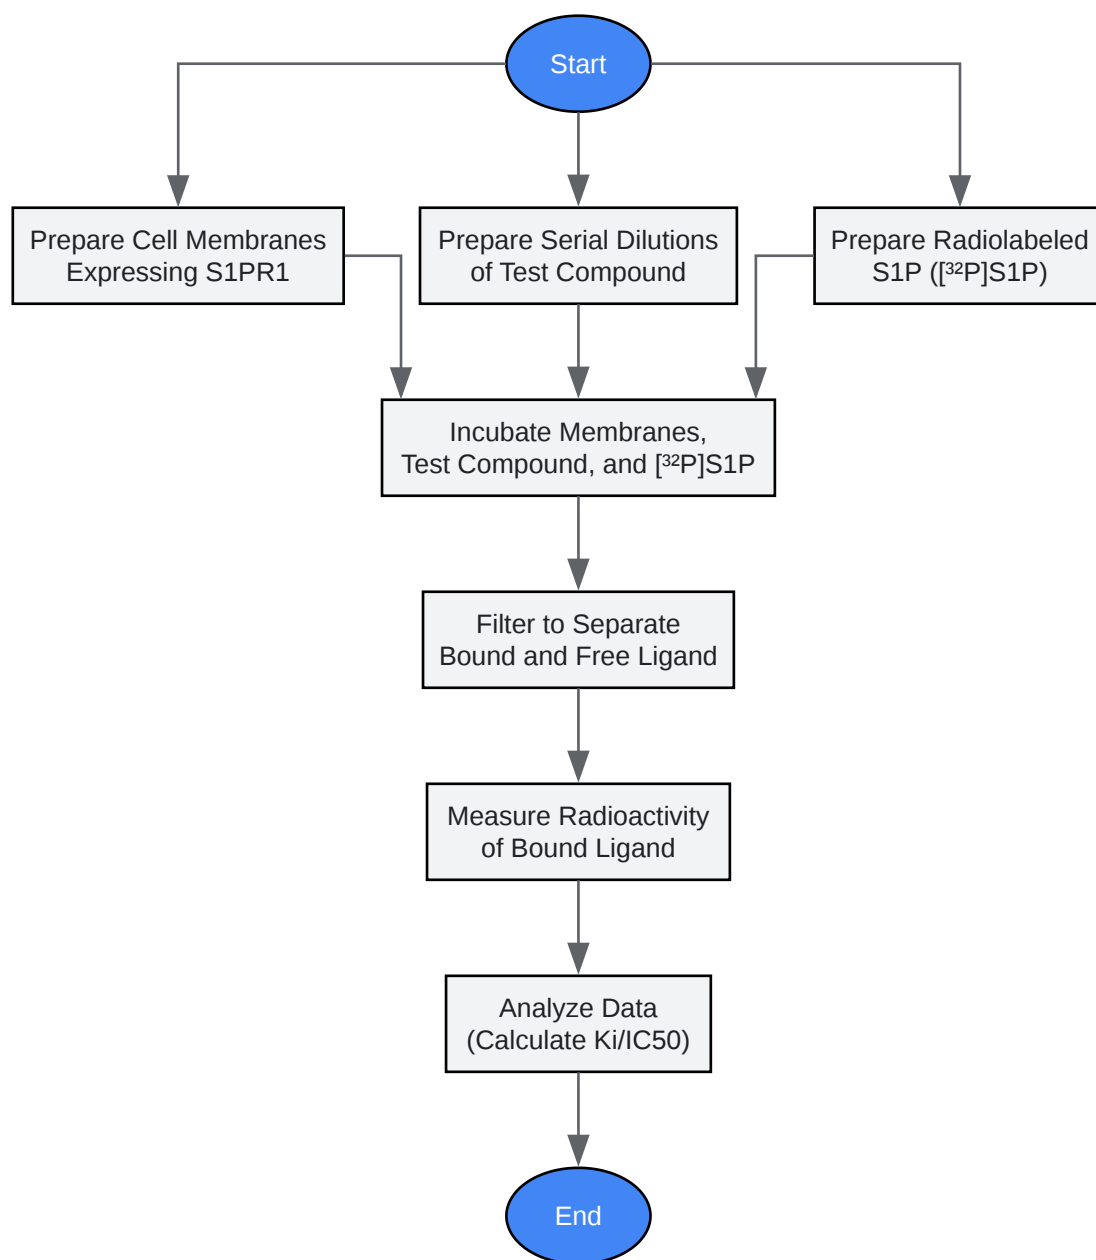 Start
Prepare Cell Membranes
Expressing S1PR1
Prepare Serial Dilutions
of Test Compound
Prepare Radiolabeled
S1P ([³²P]S1P)
Incubate Membranes,
Test Compound, and [³²P]S1P
Filter to Separate
Bound and Free Ligand
Measure Radioactivity
of Bound Ligand
Analyze Data
(Calculate Ki/IC50)
End